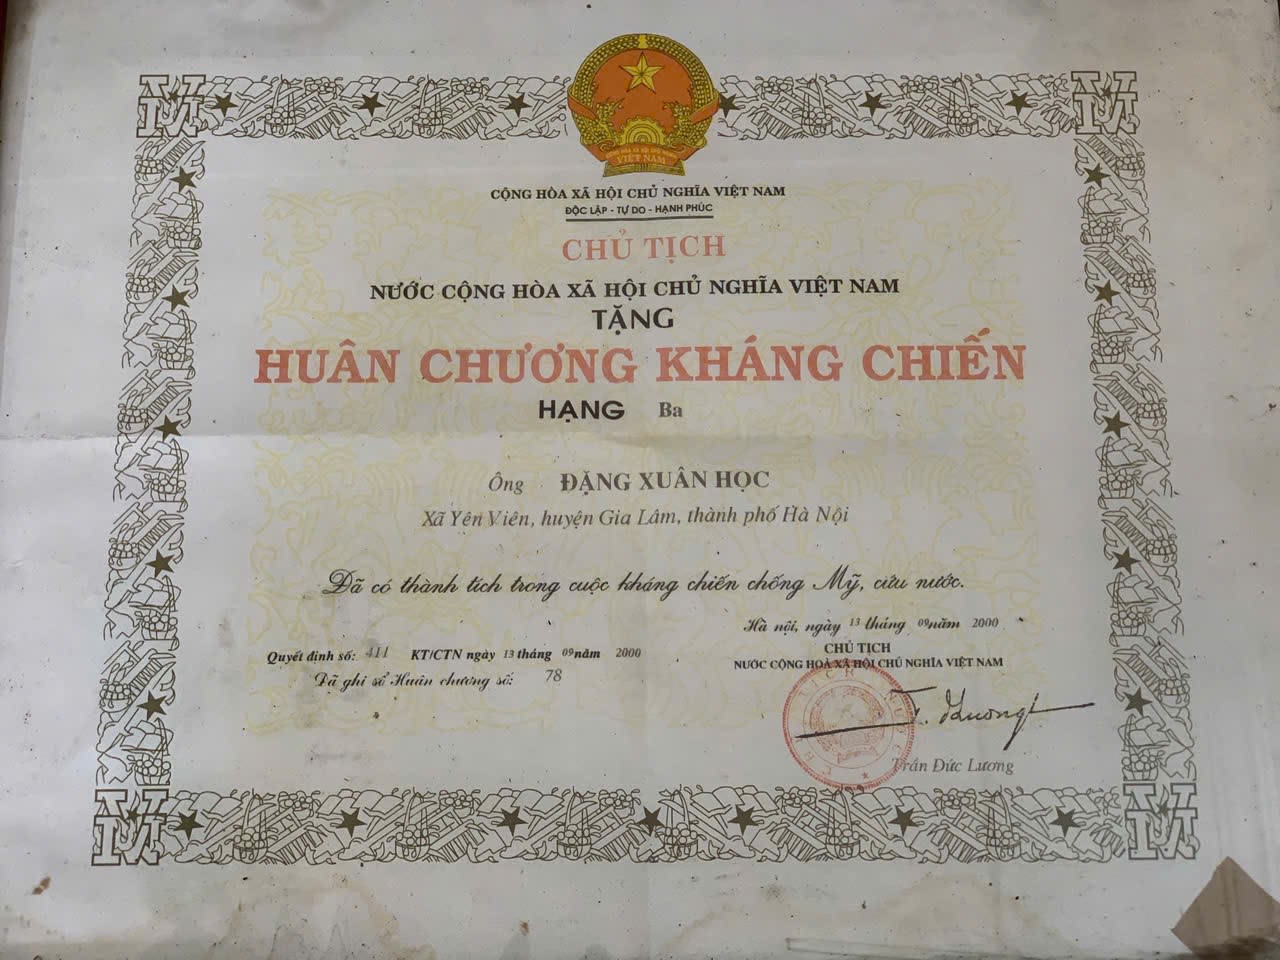 VIỆT NAM
CỘNG HÒA XÃ HỘI CHỦ NGHĨA VIỆT NAM
ĐỘC LẬP - TỰ DO - HẠNH PHÚC
CHỦ TỊCH
NƯỚC CỘNG HÒA XÃ HỘI CHỦ NGHĨA VIỆT NAM
TẶNG
HUÂN CHƯƠNG KHÁNG CHIẾN
HẠNG Ba
Ông ĐẶNG XUÂN HỌC
Xã Yên Viên, huyện Gia Lâm, thành phố Hà Nội
Đã có thành tích trong cuộc kháng chiến chống Mỹ, cứu nước.
Hà nội, ngày 13 tháng 09 năm 2000
CHỦ TỊCH
NƯỚC CỘNG HOÀ XÃ HỘI CHỦ NGHĨA VIỆT NAM
Quyết định số: 411 KT/CTN ngày 13 tháng 09 năm 2000
Đã ghi sổ Huân chương số: 78
Trần Đức Lương